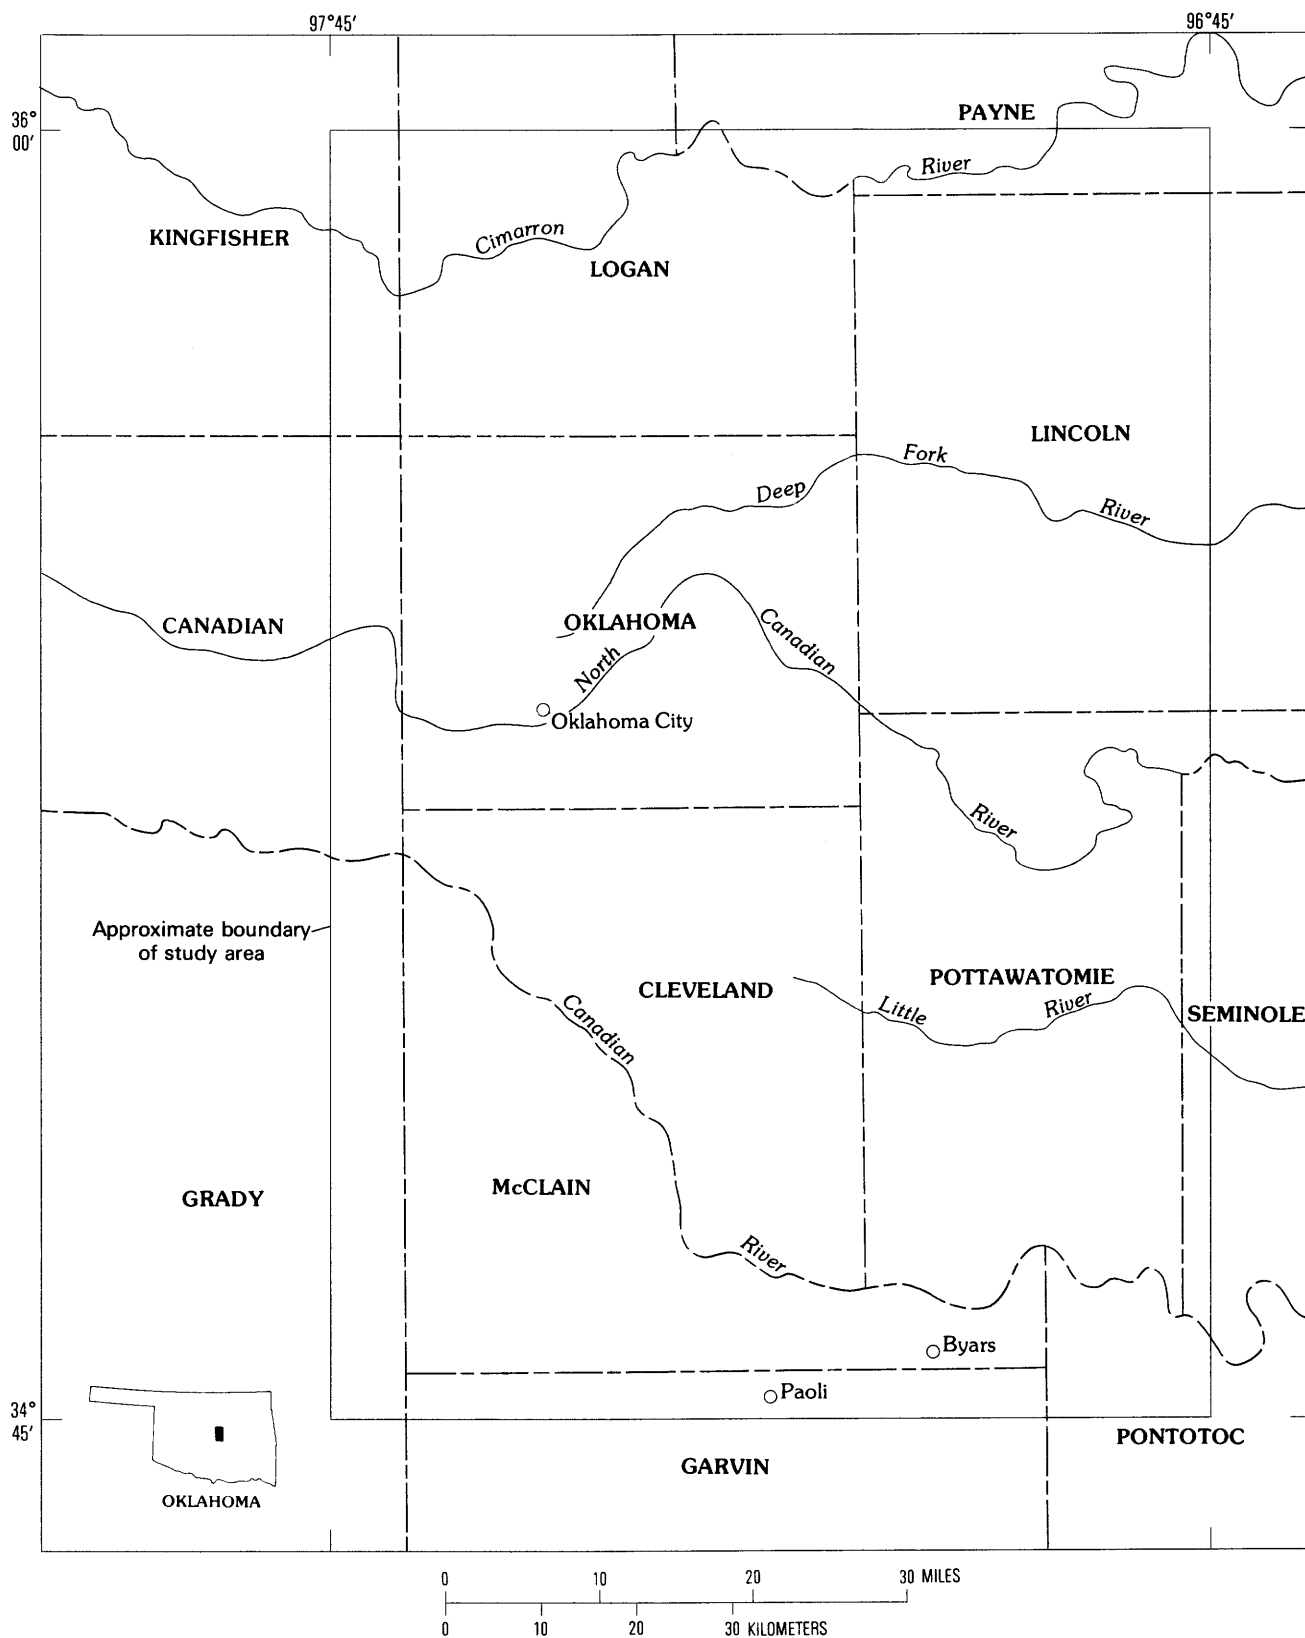 97°45′
96°45′
36°
00′
PAYNE
River
KINGFISHER
Cimarron
LOGAN
LINCOLN
Fork
Deep
River
CANADIAN
OKLAHOMA
Canadian
North
Oklahoma City
River
Approximate boundary
of study area
CLEVELAND
POTTAWATOMIE
Little
River
SEMINOLE
Canadian
McCLAIN
GRADY
River
Byars
Paoli
34°
45′
PONTOTOC
GARVIN
OKLAHOMA
0 10 20 30 MILES
0 10 20 30 KILOMETERS